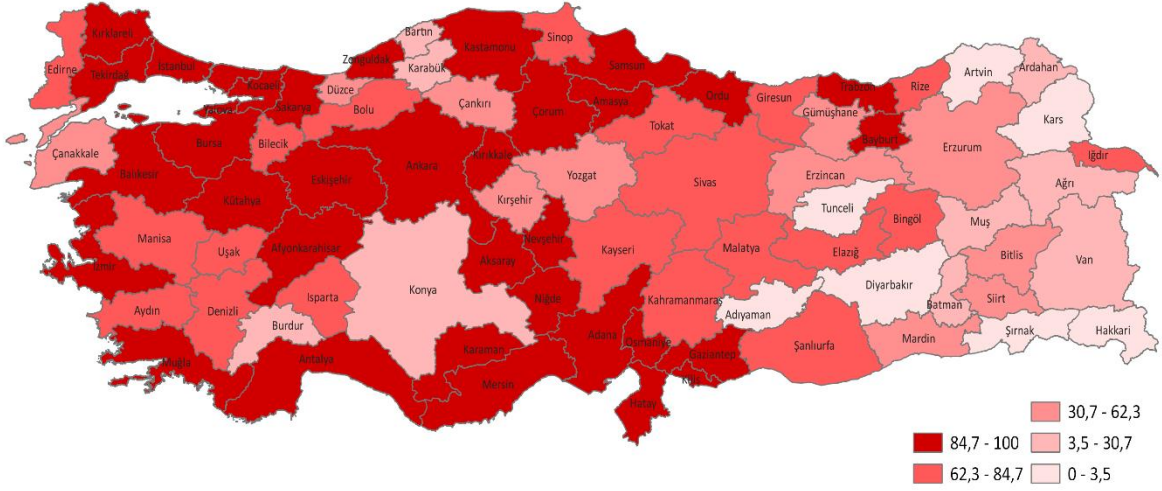 Kırklareli
Edirne
Tekirdağ
İstanbul
Kocaeli
Yalova
Sakarya
Düzce
Zonguldak
Bartın
Karabük
Kastamonu
Sinop
Samsun
Çankırı
Bolu
Çorum
Amasya
Ordu
Giresun
Trabzon
Rize
Artvin
Ardahan
Kars
Gümüşhane
Bayburt
Erzurum
Iğdır
Ağrı
Çanakkale
Balıkesir
Bursa
Bilecik
Kütahya
Eskişehir
Ankara
Kırıkkale
Kırşehir
Yozgat
Tokat
Sivas
Erzincan
Tunceli
Bingöl
Muş
Bitlis
Van
Manisa
Uşak
İzmir
Afyonkarahisar
Aydın
Denizli
Isparta
Burdur
Konya
Aksaray
Nevşehir
Niğde
Kayseri
Malatya
Elazığ
Diyarbakır
Batman
Siirt
Şırnak
Hakkari
Mardin
Şanlıurfa
Adıyaman
Kahramanmaraş
Muğla
Antalya
Karaman
Mersin
Adana
Osmaniye
Gaziantep
Kilis
Hatay
30,7 - 62,3
84,7 - 100
3,5 - 30,7
62,3 - 84,7
0 - 3,5